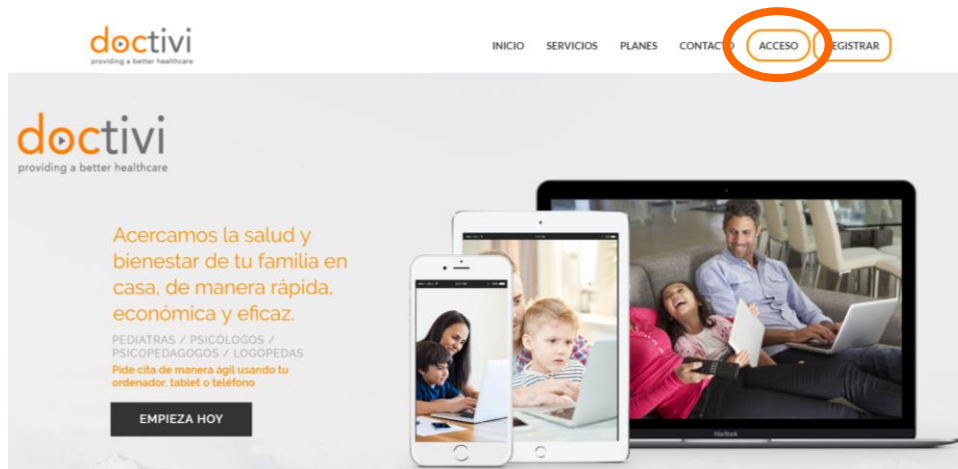 doctivi
providing a better healthcare
INICIO SERVICIOS PLANES CONTACTO ACCESO REGISTRAR
doctivi
providing a better healthcare
Acercamos la salud y
bienestar de tu familia en
casa, de manera rápida,
económica y eficaz.
PEDIATRAS / PSICÓLOGOS /
PSICOPEDAGOGOS / LOGOPEDAS
Pide cita de manera ágil usando tu
ordenador, tablet o teléfono
EMPIEZA HOY
MacBook